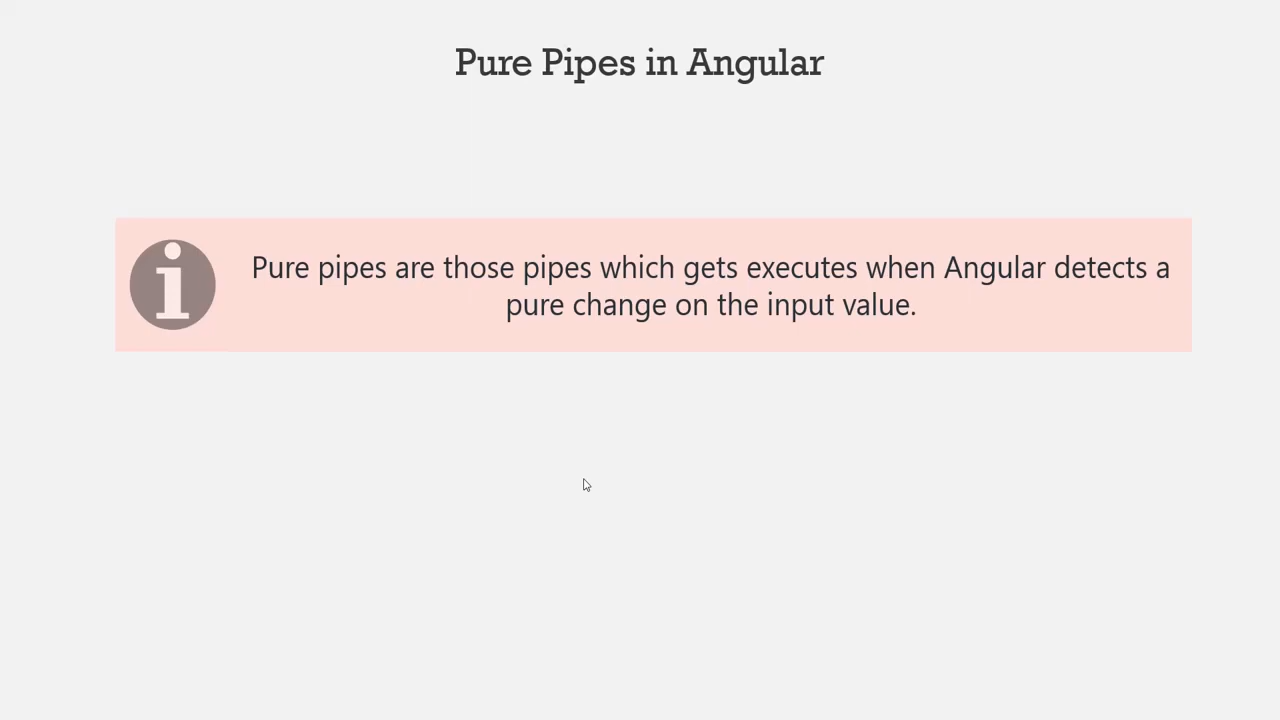 Pure Pipes in Angular
Pure pipes are those pipes which gets executes when Angular detects a
pure change on the input value.